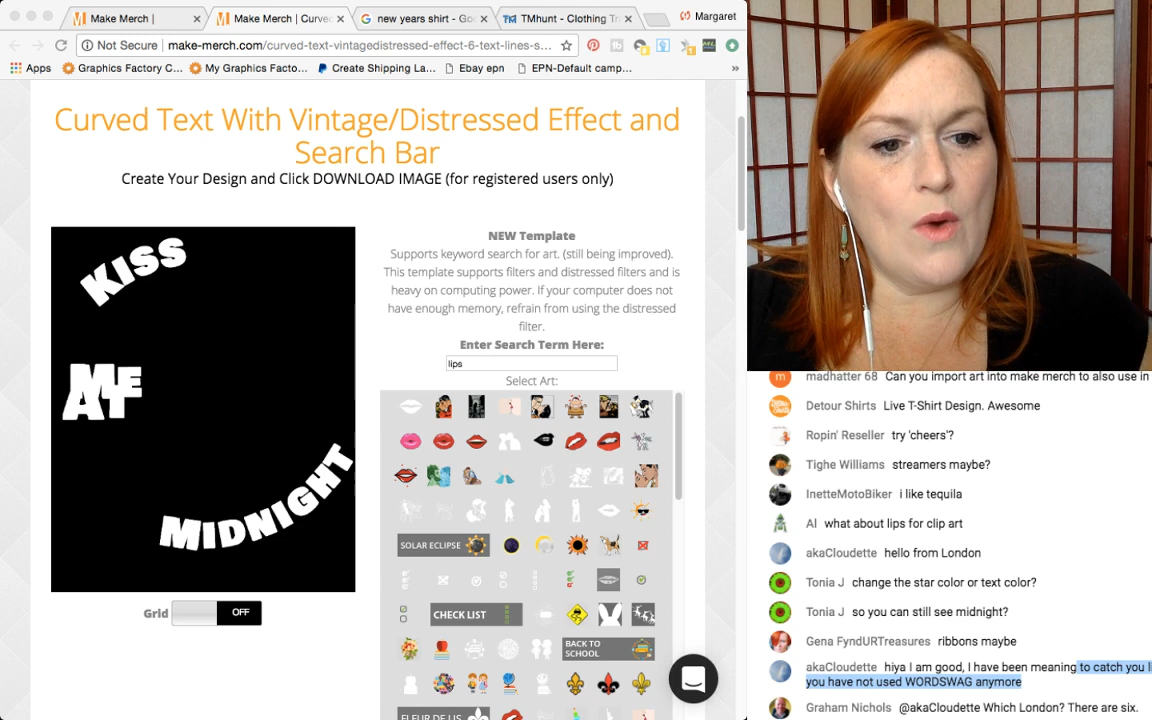 Make Merch |
Make Merch | Curved
new years shirt - Goo
TMhunt - Clothing Tra
Margaret
Not Secure
make-merch.com/curved-text-vintagedistressed-effect-6-text-lines-s...
Apps
Graphics Factory C...
My Graphics Facto...
Create Shipping La...
Ebay epn
EPN-Default camp...
»
Curved Text With Vintage/Distressed Effect and
Search Bar
Create Your Design and Click DOWNLOAD IMAGE (for registered users only)
KISS
ME
AT
MIDNIGHT
Grid
OFF
NEW Template
Supports keyword search for art. (still being improved).
This template supports filters and distressed filters and is
heavy on computing power. If your computer does not
have enough memory, refrain from using the distressed
filter.
Enter Search Term Here:
lips
Select Art:
SOLAR ECLIPSE
CHECK LIST
BACK TO
SCHOOL
FLEUR DE LIS
madhatter 68 Can you import art into make merch to also use in
Detour Shirts Live T-Shirt Design. Awesome
Ropin' Reseller try 'cheers'?
Tighe Williams streamers maybe?
InetteMotoBiker i like tequila
Al what about lips for clip art
akaCloudette hello from London
Tonia J change the star color or text color?
Tonia J so you can still see midnight?
Gena FyndURTreasures ribbons maybe
akaCloudette hiya I am good, I have been meaning to catch you li
you have not used WORDSWAG anymore
Graham Nichols @akaCloudette Which London? There are six.